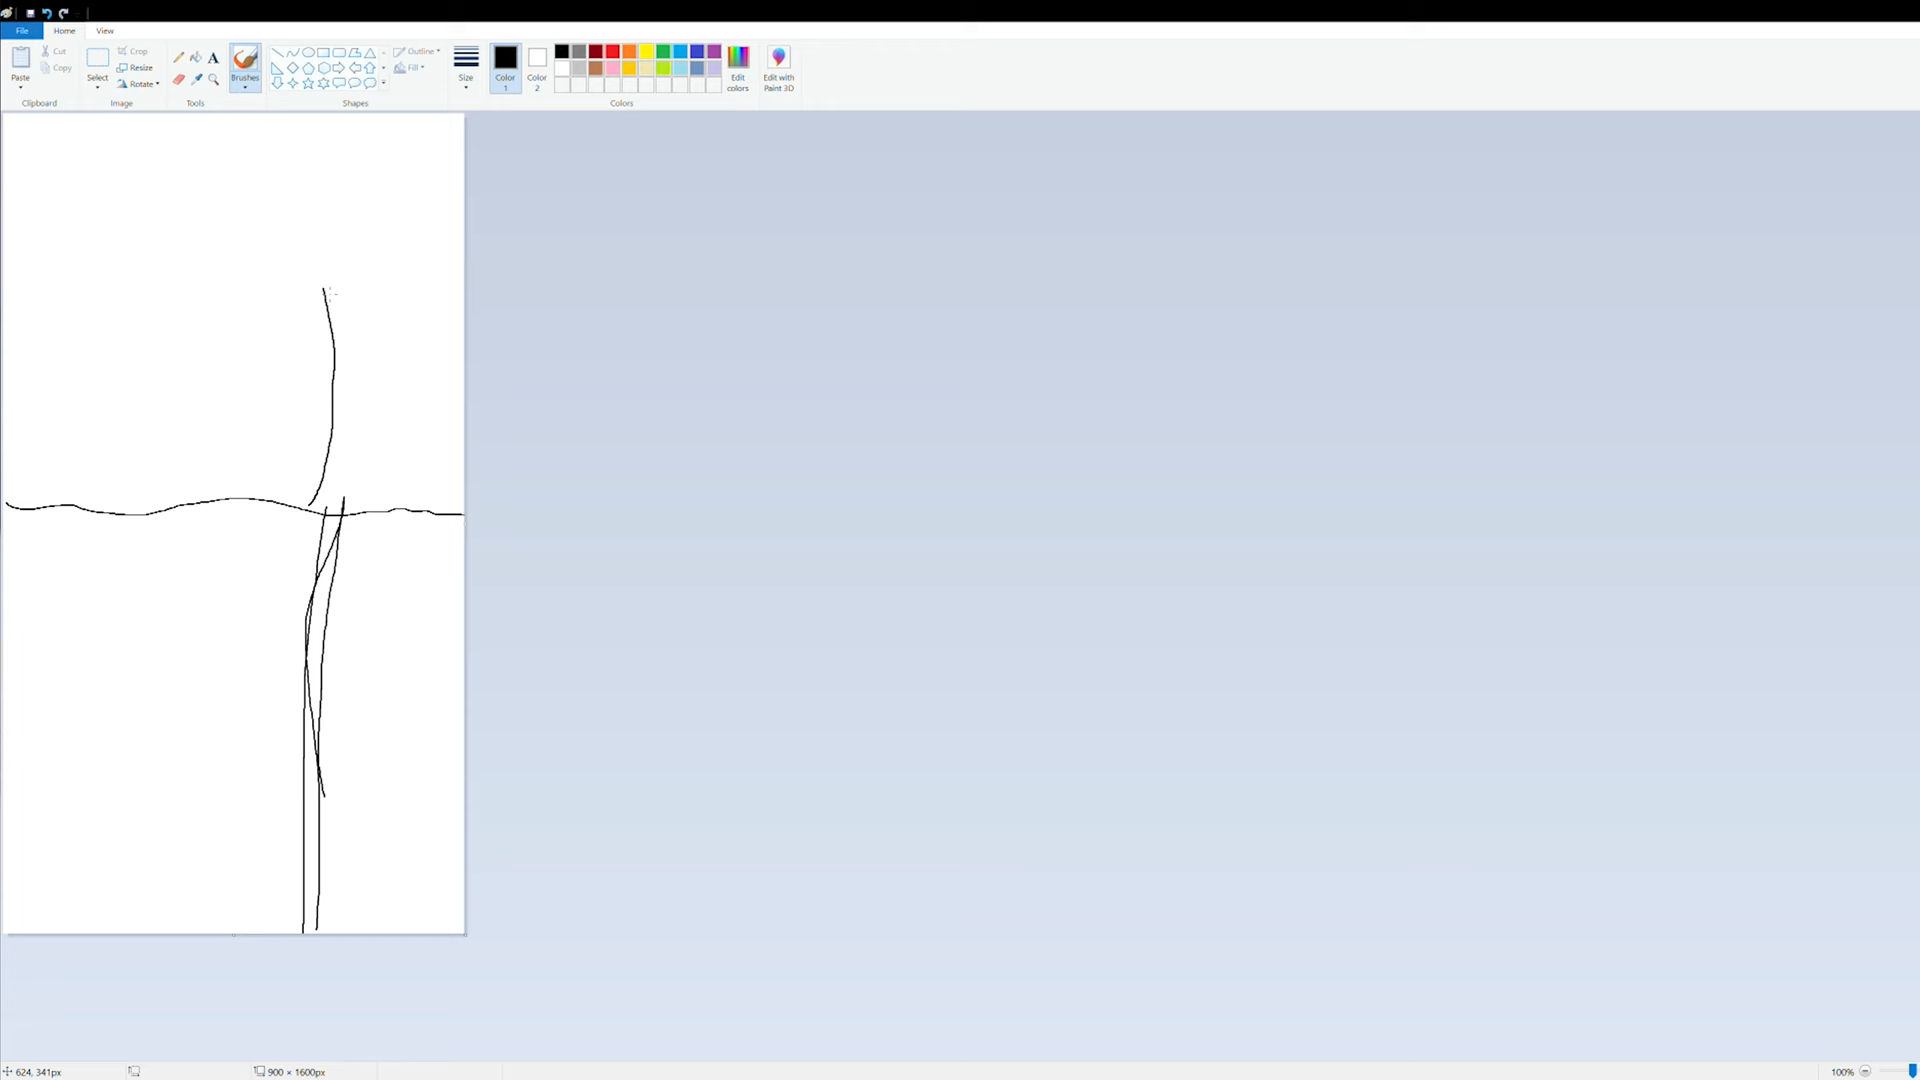 File Home View
Paste Cut Copy Clipboard
Select Crop Resize Rotate Image
Tools
Brushes
Shapes Outline Fill
Size
Color 1
Color 2
Edit colors
Edit with Paint 3D
Colors
624, 341px 900 × 1600px 100%